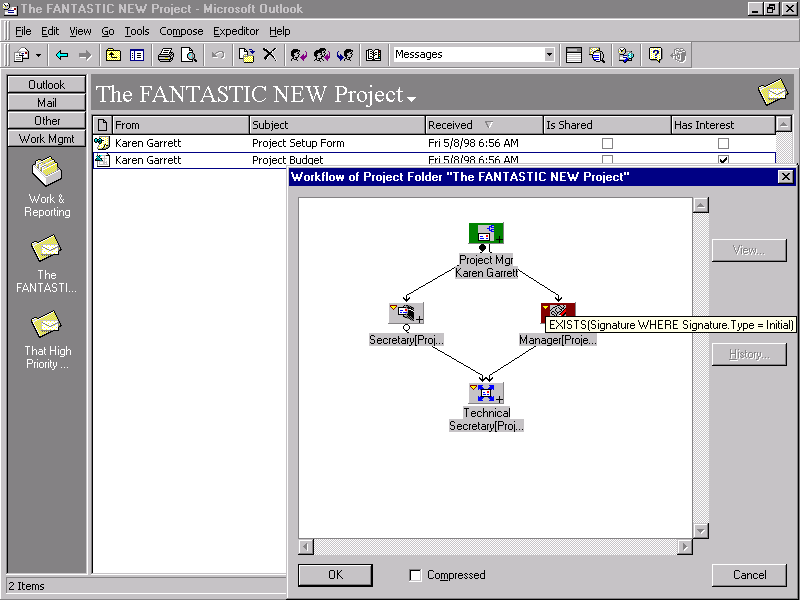 The FANTASTIC NEW Project - Microsoft Outlook
File Edit View Go Tools Compose Expeditor Help
Messages
Outlook
Mail
Other
Work Mgmt
Work &
Reporting
The
FANTASTI...
That High
Priority ...
The FANTASTIC NEW Project
From Subject Received Is Shared Has Interest
Karen Garrett Project Setup Form Fri 5/8/98 6:56 AM
Karen Garrett Project Budget Fri 5/8/98 6:56 AM
Workflow of Project Folder "The FANTASTIC NEW Project"
Project Mgr
Karen Garrett
View...
EXISTS(Signature WHERE Signature.Type = Initial)
Secretary[Proj...
Manager[Proje...
History...
Technical
Secretary[Proj...
OK
Compressed
Cancel
2 Items